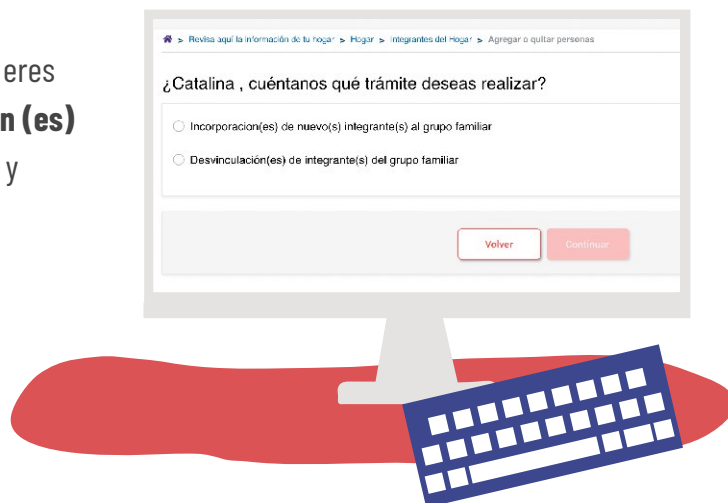 eres
n (es)
y
> Revisa aquí la información de tu hogar > Hogar > Integrantes del Hogar > Agregar o quitar personas
¿Catalina , cuéntanos qué trámite deseas realizar?
Incorporacion(es) de nuevo(s) integrante(s) al grupo familiar
Desvinculación(es) de integrante(s) del grupo familiar
Volver Continuar